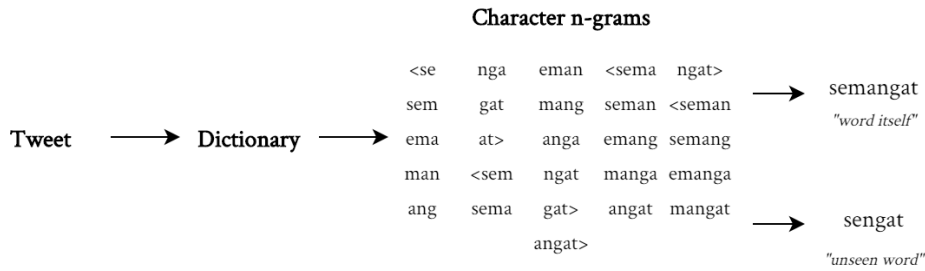 Character n-grams
<se nga eman <sema ngat>
sem gat mang seman <seman
ema at> anga emang semang
man <sem ngat manga emanga
ang sema gat> angat mangat
angat>
Tweet
Dictionary
semangat
"word itself"
sengat
"unseen word"